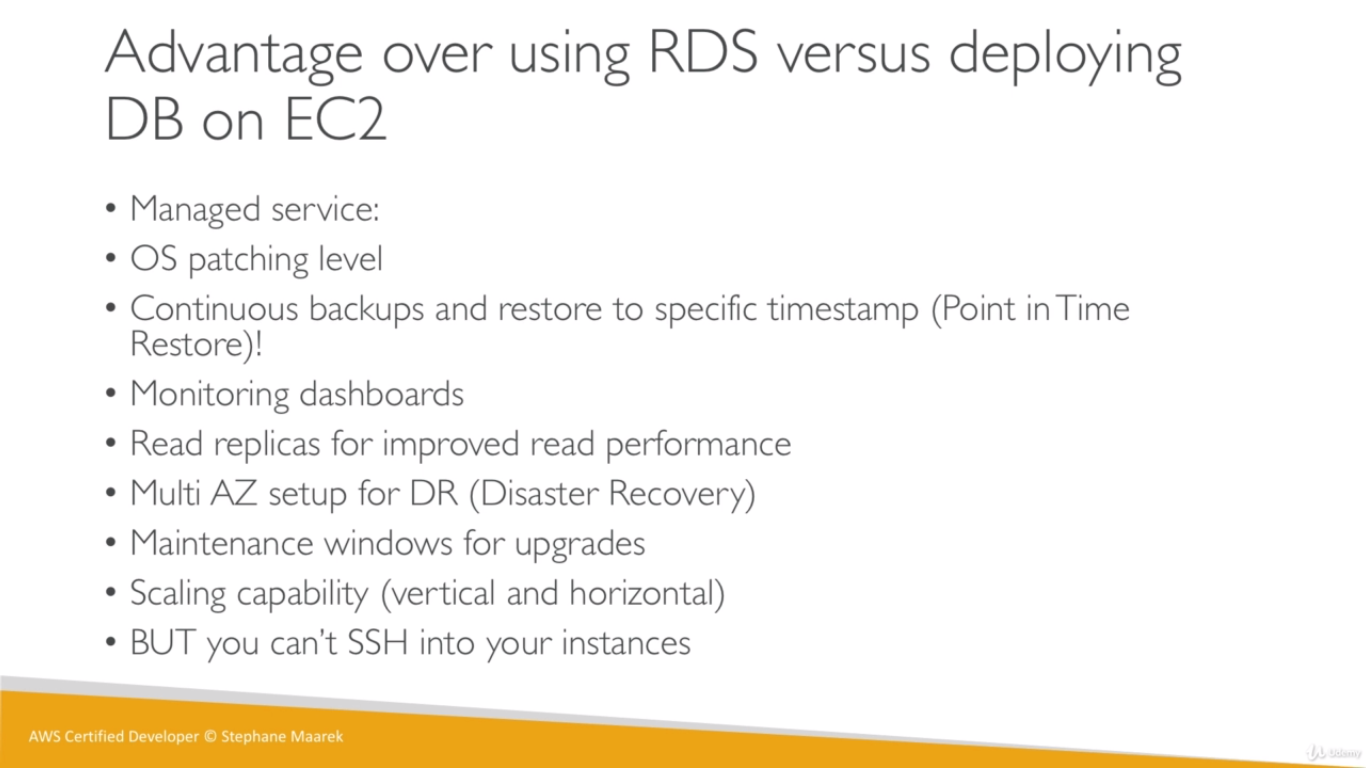 Advantage over using RDS versus deploying
DB on EC2
• Managed service:
• OS patching level
• Continuous backups and restore to specific timestamp (Point in Time
Restore)!
• Monitoring dashboards
• Read replicas for improved read performance
• Multi AZ setup for DR (Disaster Recovery)
• Maintenance windows for upgrades
• Scaling capability (vertical and horizontal)
• BUT you can't SSH into your instances
AWS Certified Developer © Stephane Maarek
Udemy